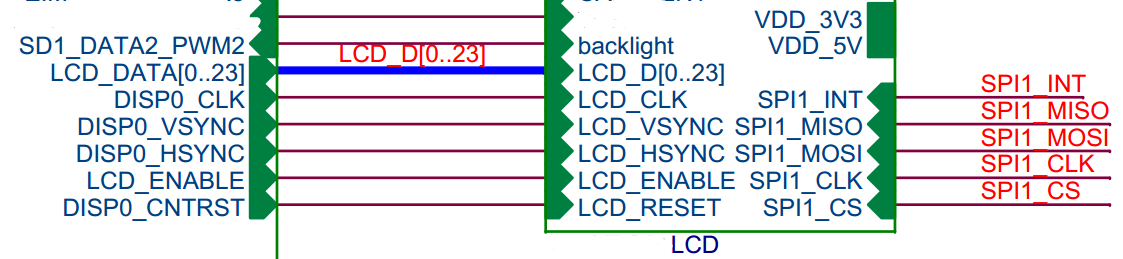 VDD_3V3
SD1_DATA2_PWM2 backlight VDD_5V
LCD_D[0..23]
LCD_DATA[0..23] LCD_D[0..23]
SPI1_INT
DISP0_CLK LCD_CLK SPI1_INT
SPI1_MISO
DISP0_VSYNC LCD_VSYNC SPI1_MISO
SPI1_MOSI
DISP0_HSYNC LCD_HSYNC SPI1_MOSI
SPI1_CLK
LCD_ENABLE LCD_ENABLE SPI1_CLK
SPI1_CS
DISP0_CNTRST LCD_RESET SPI1_CS
LCD